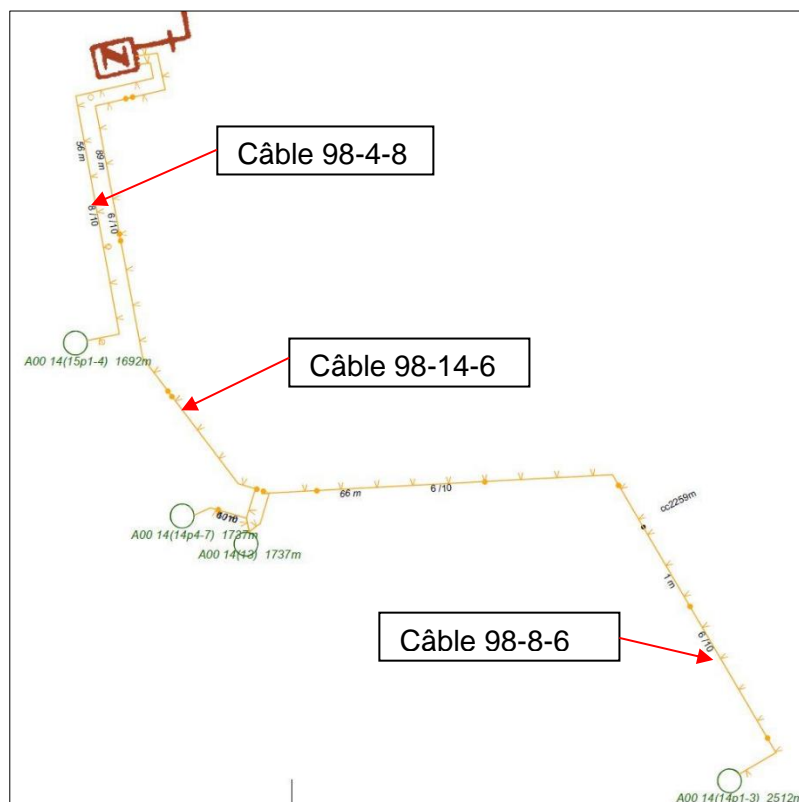 N
Câble 98-4-8
56 m
89 m
8 /10
6 /10
A00 14(15p1-4) 1692m
Câble 98-14-6
66 m
6 /10
cc2259m
A00 14(14p4-7) 1737m
A00 14(13) 1737m
1 m
6 /10
Câble 98-8-6
A00 14(14p1-3) 2512m